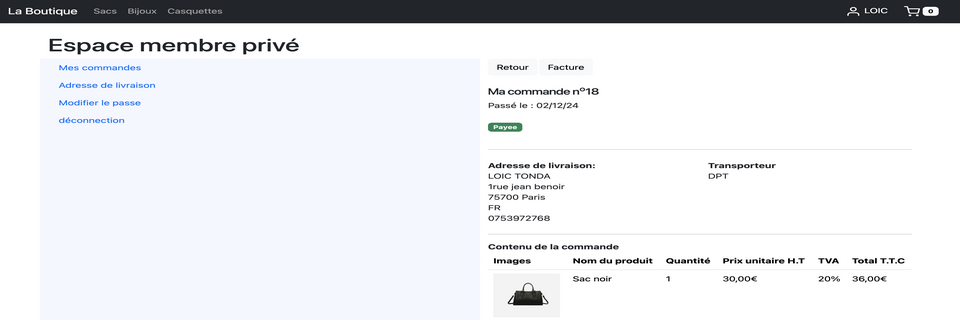 La Boutique Sacs Bijoux Casquettes LOIC 0
Espace membre privé
Mes commandes
Adresse de livraison
Modifier le passe
déconnection
Retour Facture
Ma commande nº18
Passé le : 02/12/24
Payee
Adresse de livraison:
LOIC TONDA
1rue jean benoir
75700 Paris
FR
0753972768
Transporteur
DPT
Contenu de la commande
Images Nom du produit Quantité Prix unitaire H.T TVA Total T.T.C
Sac noir 1 30,00€ 20% 36,00€